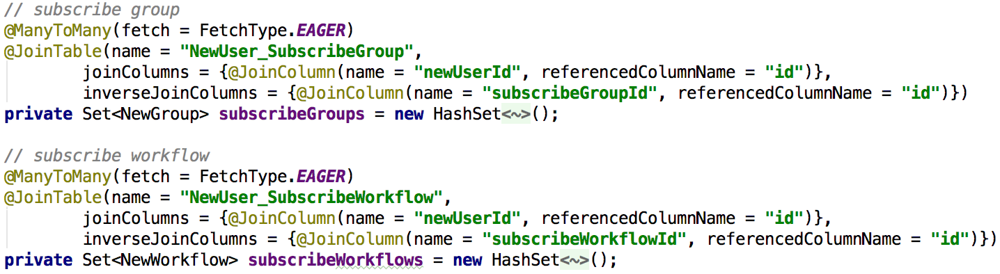 // subscribe group
@ManyToMany(fetch = FetchType.EAGER)
@JoinTable(name = "NewUser_SubscribeGroup",
        joinColumns = {@JoinColumn(name = "newUserId", referencedColumnName = "id")},
        inverseJoinColumns = {@JoinColumn(name = "subscribeGroupId", referencedColumnName = "id")})
private Set<NewGroup> subscribeGroups = new HashSet<~>();
// subscribe workflow
@ManyToMany(fetch = FetchType.EAGER)
@JoinTable(name = "NewUser_SubscribeWorkflow",
        joinColumns = {@JoinColumn(name = "newUserId", referencedColumnName = "id")},
        inverseJoinColumns = {@JoinColumn(name = "subscribeWorkflowId", referencedColumnName = "id")})
private Set<NewWorkflow> subscribeWorkflows = new HashSet<~>();